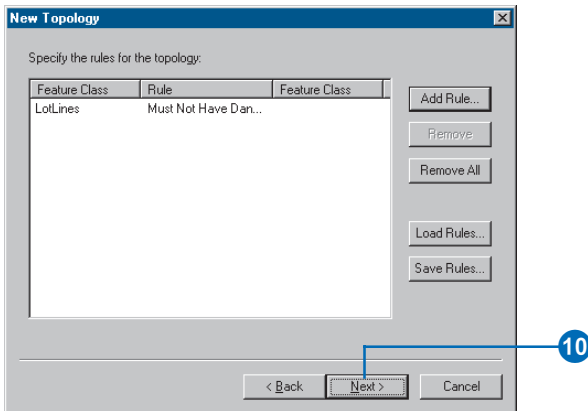 New Topology
Specify the rules for the topology:
Feature Class Rule Feature Class
LotLines Must Not Have Dan...
Add Rule...
Remove
Remove All
Load Rules...
Save Rules...
10
< Back Next > Cancel